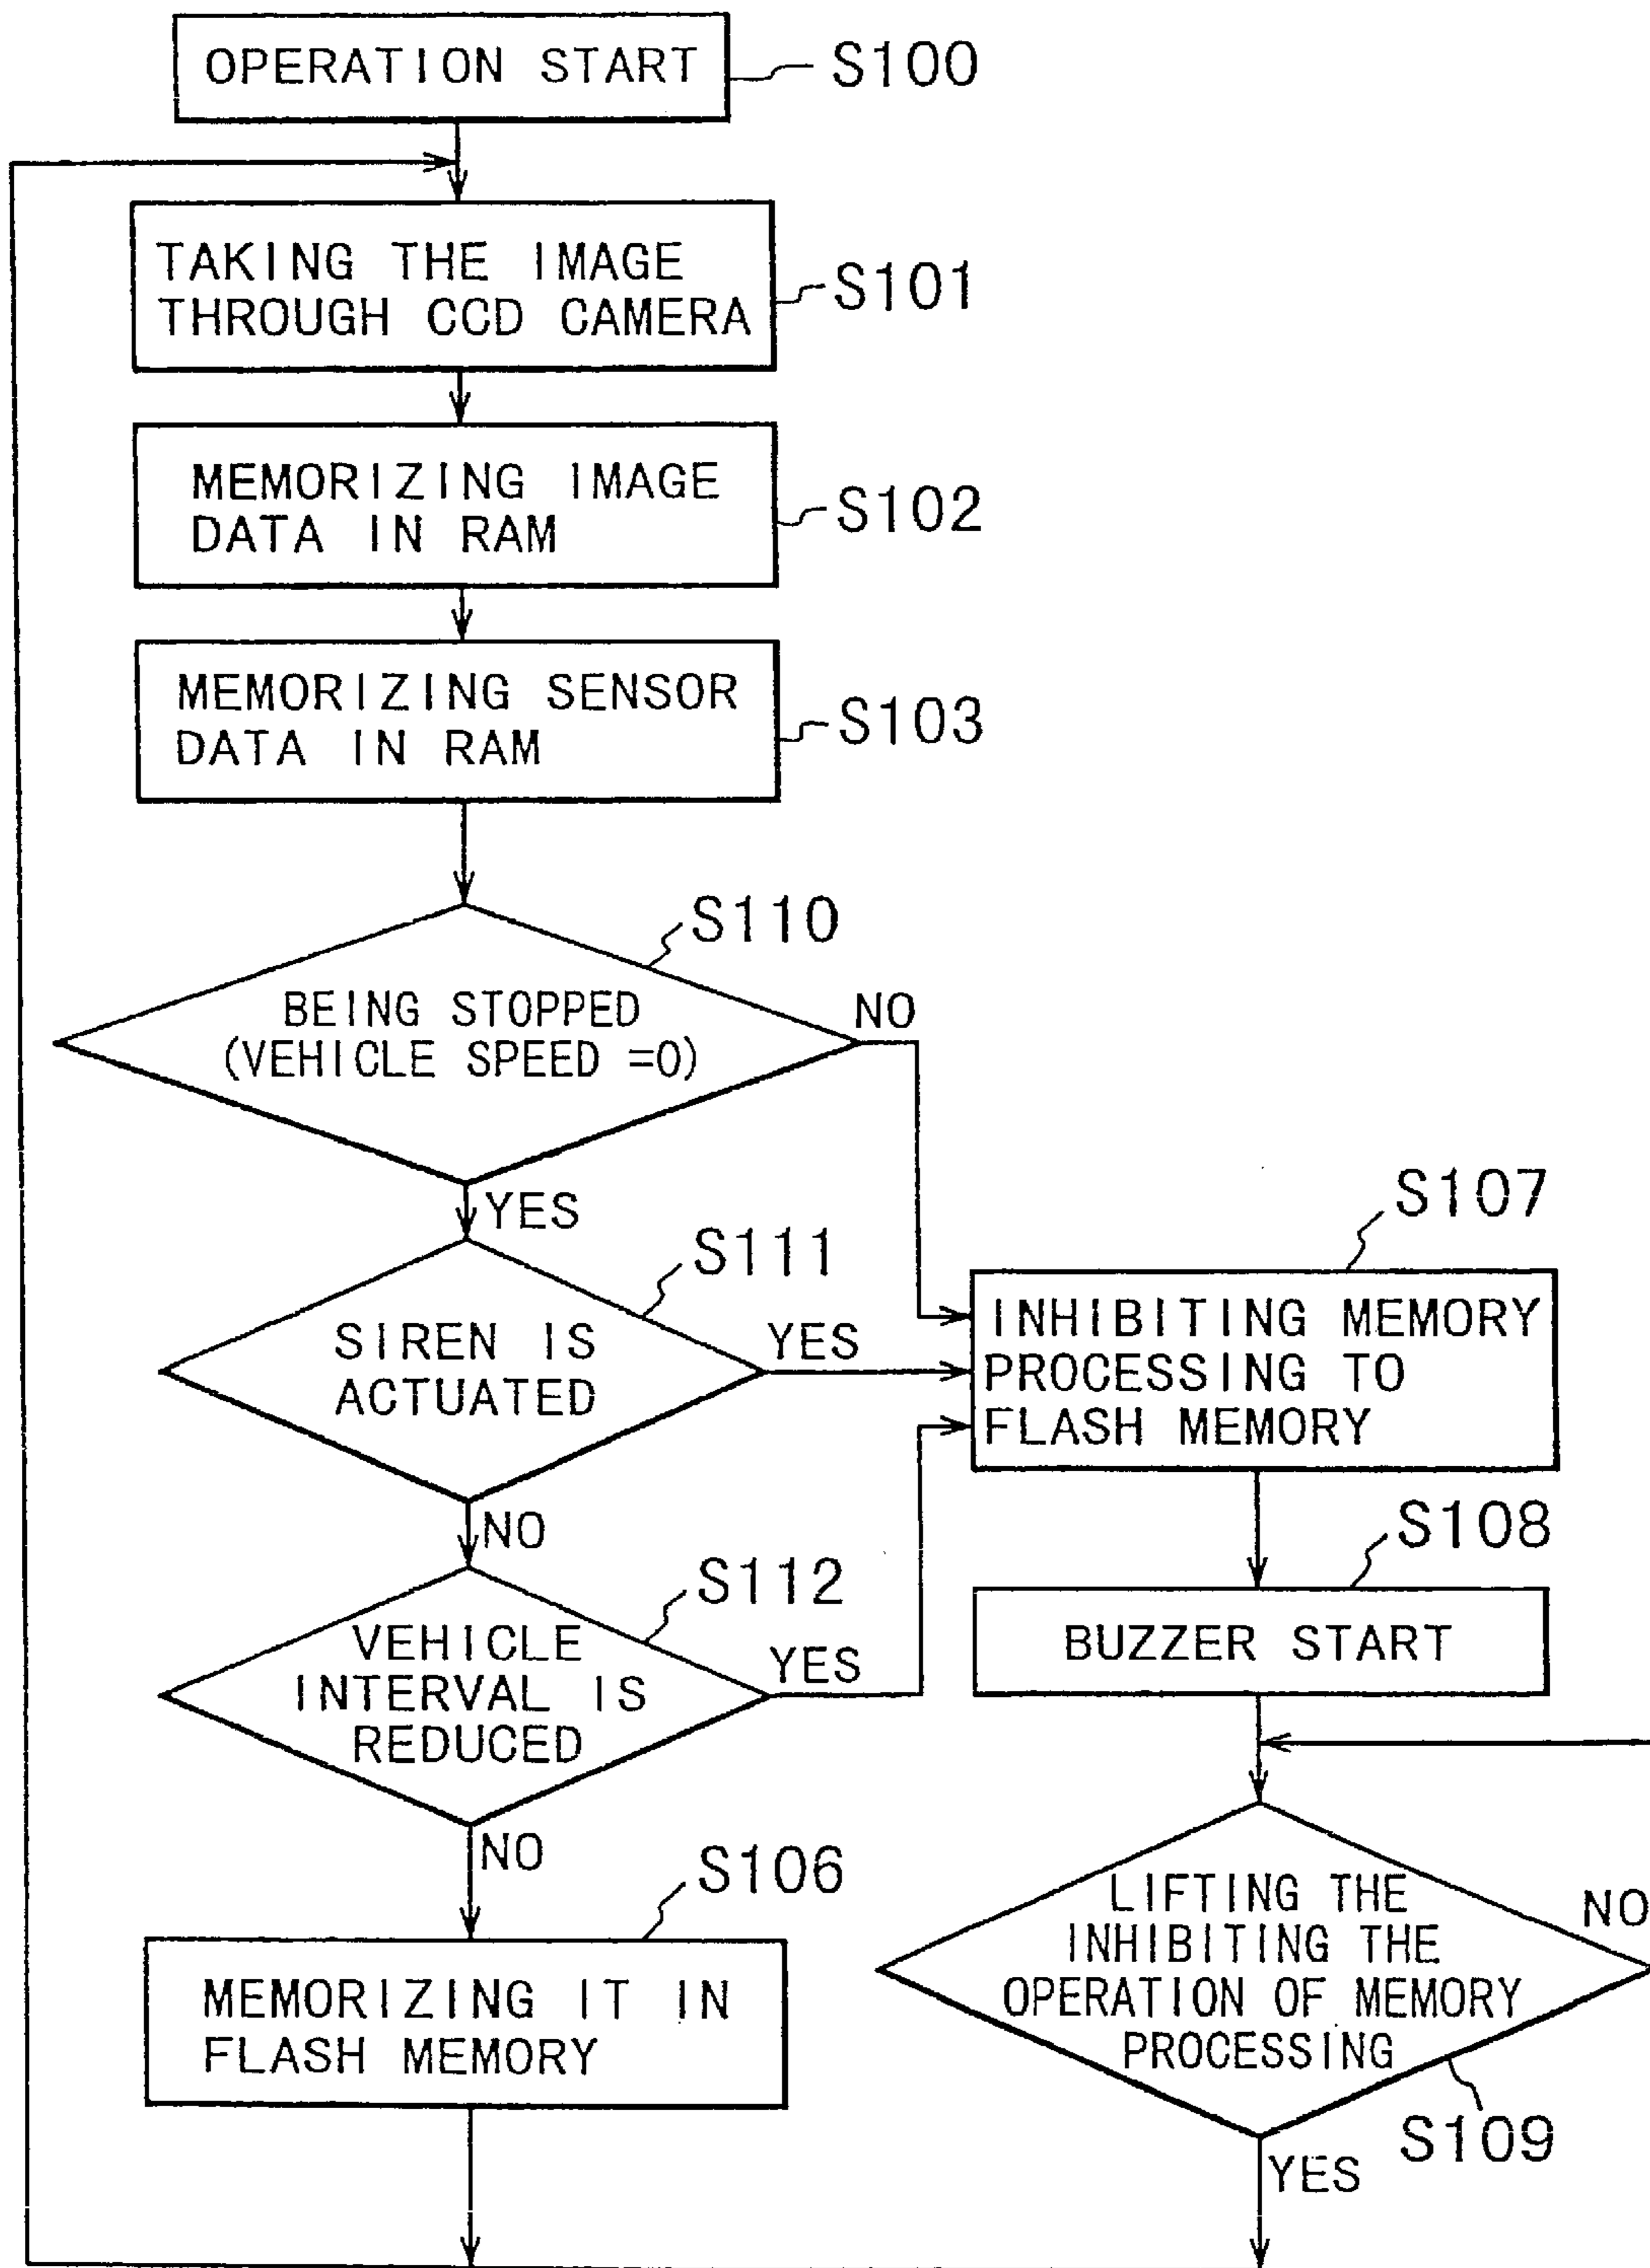 OPERATION START
S100
TAKING THE IMAGE
THROUGH CCD CAMERA
S101
MEMORIZING IMAGE
DATA IN RAM
S102
MEMORIZING SENSOR
DATA IN RAM
S103
S110
BEING STOPPED
(VEHICLE SPEED =0)
NO
YES
S111
SIREN IS
ACTUATED
YES
NO
S112
VEHICLE
INTERVAL IS
REDUCED
YES
NO
S106
MEMORIZING IT IN
FLASH MEMORY
S107
INHIBITING MEMORY
PROCESSING TO
FLASH MEMORY
S108
BUZZER START
LIFTING THE
INHIBITING THE
OPERATION OF MEMORY
PROCESSING
NO
S109
YES